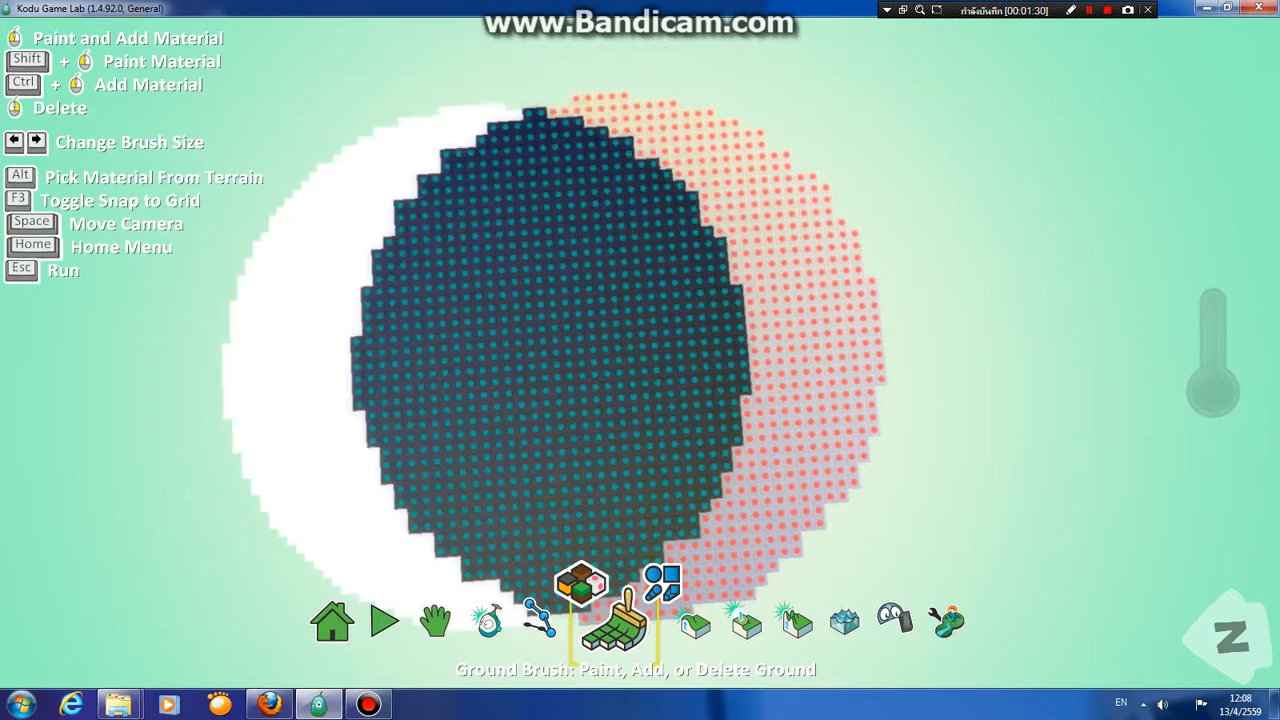 Kodu Game Lab (1.4.92.0, General)
www.Bandicam.com
กำลังบันทึก [00:01:30]
Paint and Add Material
Shift + Paint Material
Ctrl + Add Material
Delete
Change Brush Size
Alt Pick Material From Terrain
F3 Toggle Snap to Grid
Space Move Camera
Home Home Menu
Esc Run
Z
Ground Brush: Paint, Add, or Delete Ground
EN
12:08
13/4/2559